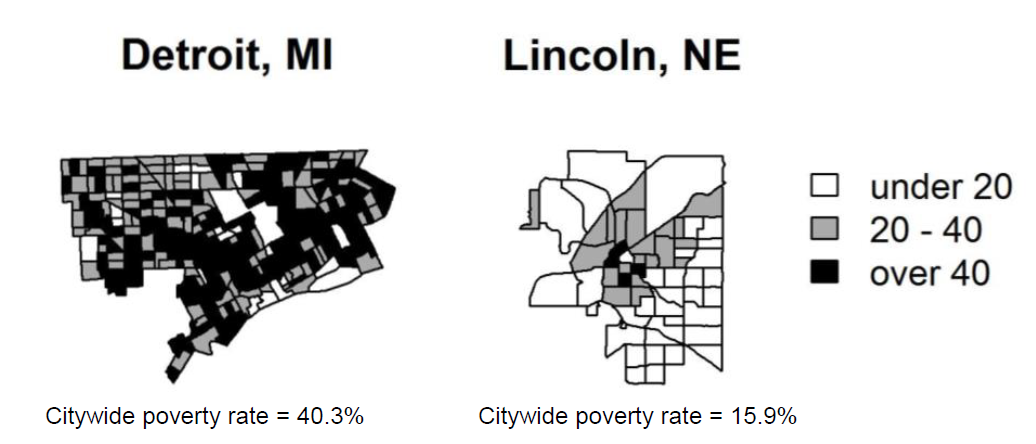 Detroit, MI
Lincoln, NE
under 20
20 - 40
over 40
Citywide poverty rate = 40.3%
Citywide poverty rate = 15.9%